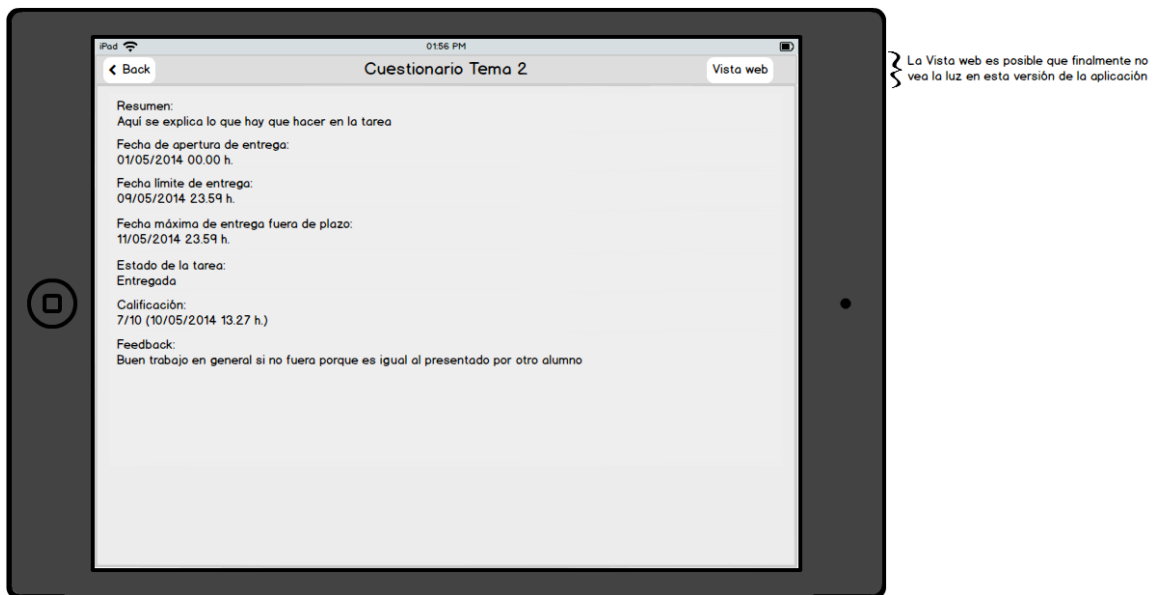 iPad 01:56 PM
Back Cuestionario Tema 2 Vista web
La Vista web es posible que finalmente no
vea la luz en esta versión de la aplicación
Resumen:
Aquí se explica lo que hay que hacer en la tarea
Fecha de apertura de entrega:
01/05/2014 00.00 h.
Fecha límite de entrega:
09/05/2014 23.59 h.
Fecha máxima de entrega fuera de plazo:
11/05/2014 23.59 h.
Estado de la tarea:
Entregada
Calificación:
7/10 (10/05/2014 13.27 h.)
Feedback:
Buen trabajo en general si no fuera porque es igual al presentado por otro alumno